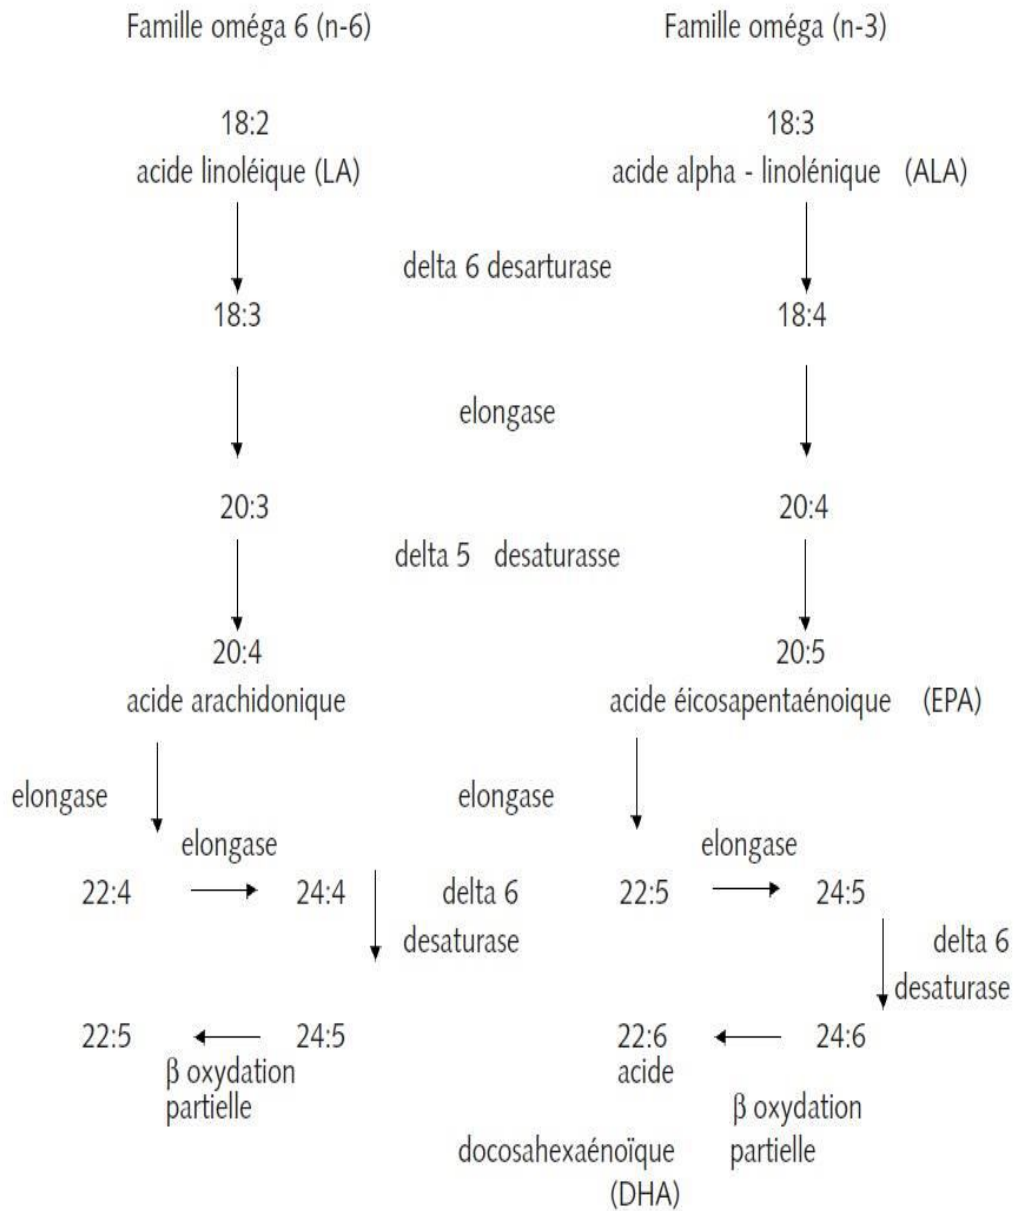 Famille oméga 6 (n-6) Famille oméga (n-3)
18:2 18:3
acide linoléique (LA) acide alpha - linolénique (ALA)
delta 6 desarturase
18:3 18:4
elongase
20:3 20:4
delta 5 desaturasse
20:4 20:5
acide arachidonique acide éicosapentaénoique (EPA)
elongase elongase
elongase elongase
22:4 24:4 delta 6 22:5 24:5
desaturase delta 6
desaturase
22:5 24:5 22:6 24:6
β oxydation acide
partielle β oxydation
docosahexaénoïque partielle
(DHA)